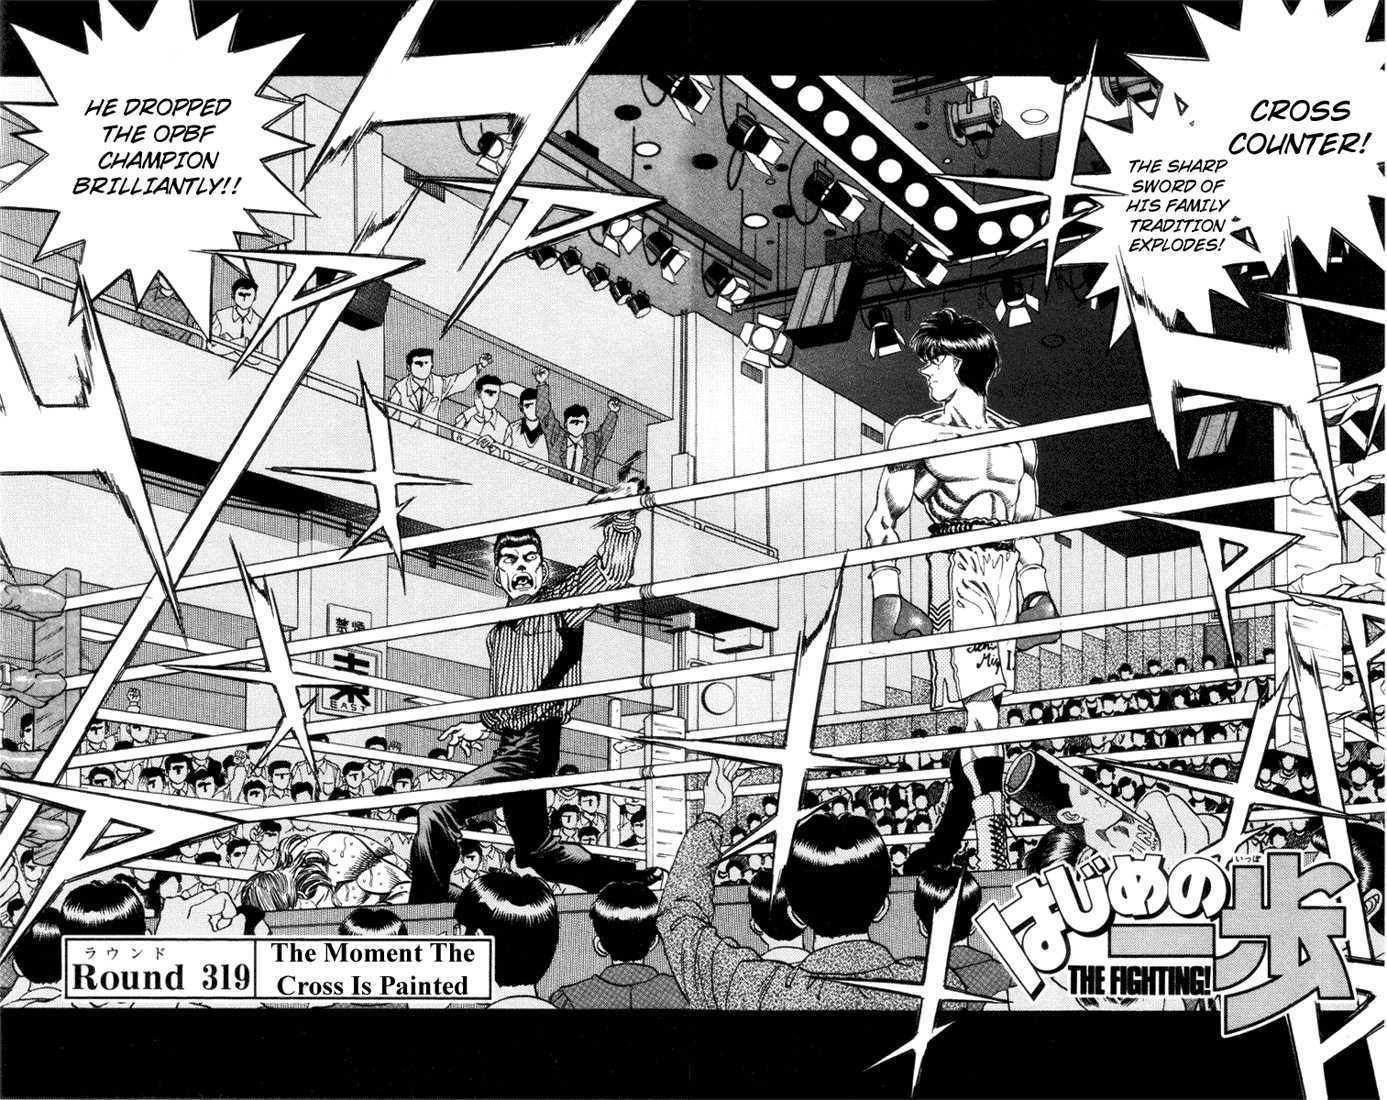 CROSS
COUNTER!
THE SHARP
SWORD OF
HIS FAMILY
TRADITION
EXPLODES!
HE DROPPED
THE OPBF
CHAMPION
BRILLIANTLY!!
禁煙
東
EAST
ラウンド
Round 319
The Moment The
Cross Is Painted
はじめの一歩
いっぽ
THE FIGHTING!